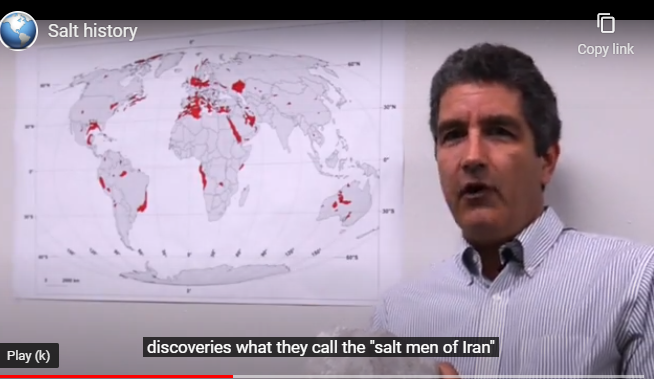 Salt history
Copy link
discoveries what they call the "salt men of Iran"
Play (k)